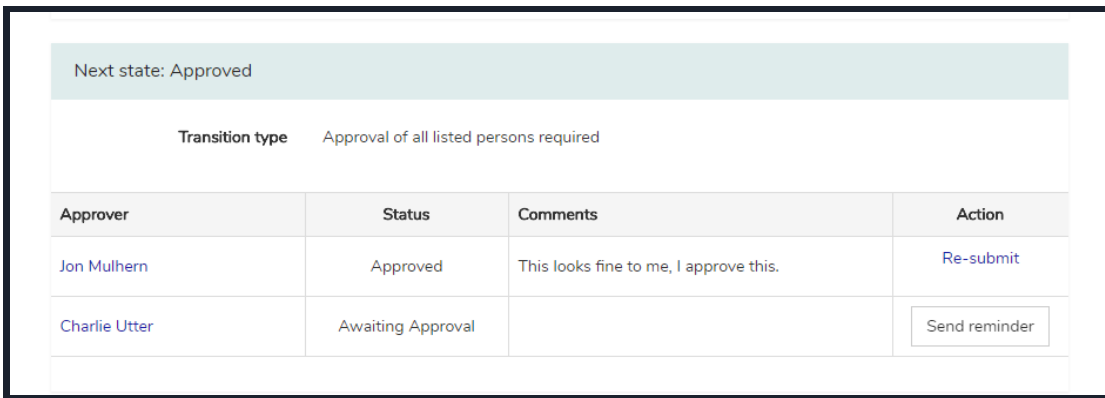 Next state: Approved
Transition type Approval of all listed persons required
Approver Status Comments Action
Jon Mulhern Approved This looks fine to me, I approve this. Re-submit
Charlie Utter Awaiting Approval Send reminder